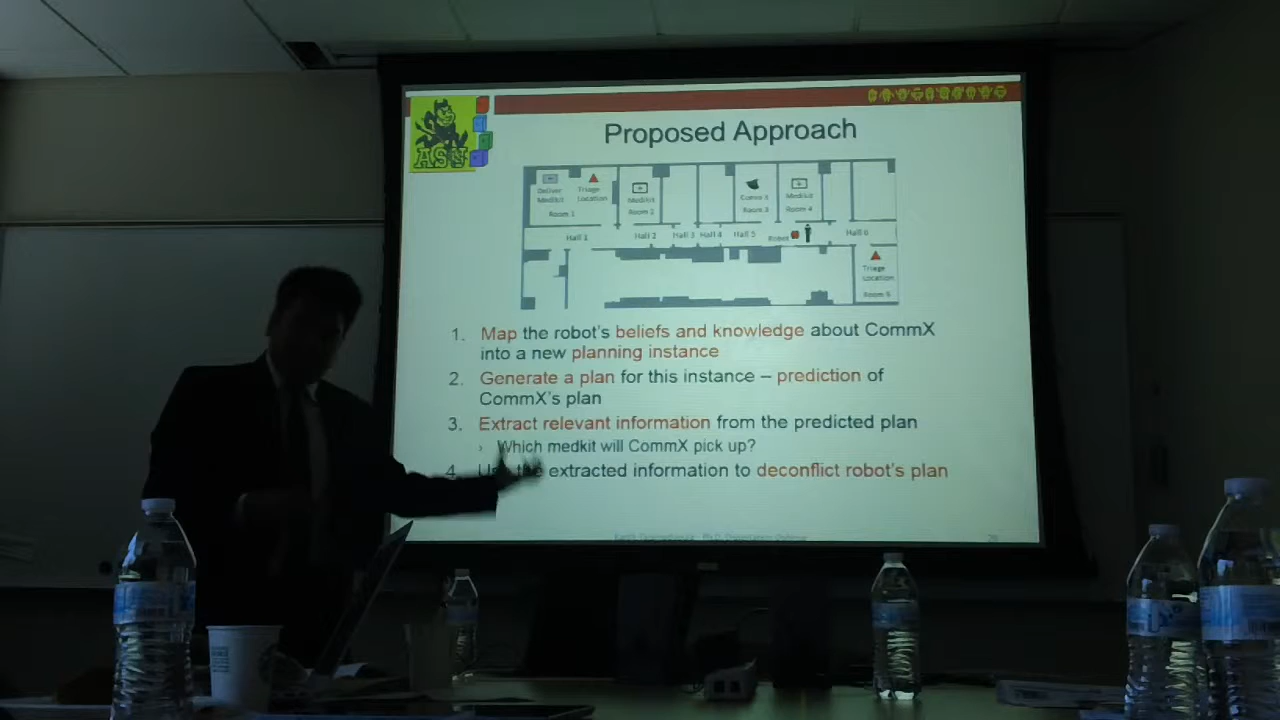 ASU
Proposed Approach
Deliver Medkit
Triage Location
Room 1
Medkit
Room 2
CommX
Room 3
Medkit
Room 4
Hall 1
Hall 2
Hall 3
Hall 4
Hall 5
Robot
Hall 6
Triage Location
Room 5
1. Map the robot's beliefs and knowledge about CommX
into a new planning instance
2. Generate a plan for this instance – prediction of
CommX's plan
3. Extract relevant information from the predicted plan
› Which medkit will CommX pick up?
4. Use the extracted information to deconflict robot's plan